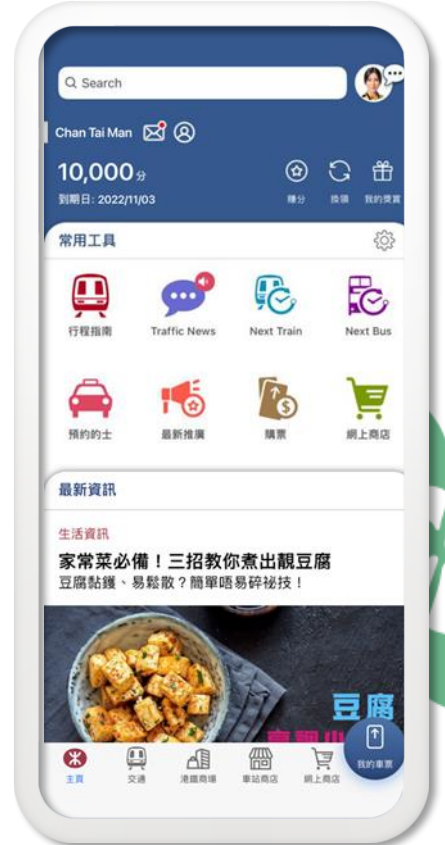 Search
Chan Tai Man
10,000分
到期日: 2022/11/03
賺分 換領 我的獎賞
常用工具
行程指南 Traffic News Next Train Next Bus
預約的士 最新推廣 購票 網上商店
最新資訊
生活資訊
家常菜必備！三招教你煮出靚豆腐
豆腐黏鑊、易鬆散？簡單唔易碎祕技！
豆腐
主頁 交通 港鐵商場 車站商店 網上商店 我的車票